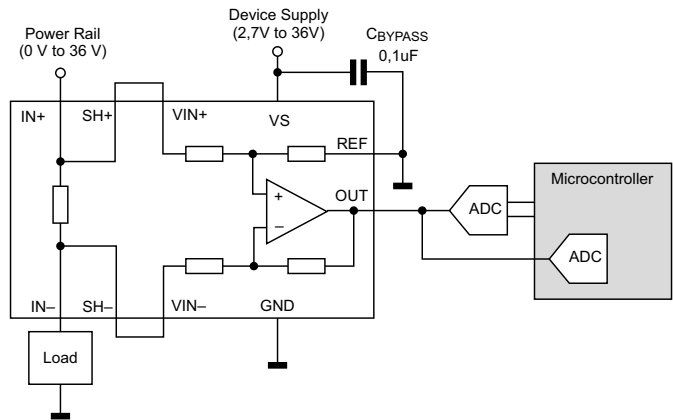 Device Supply
(2,7V to 36V)
Power Rail
(0 V to 36 V)
CBYPASS
0,1uF
IN+
SH+
VIN+
VS
REF
Microcontroller
+
OUT
ADC
–
ADC
IN–
SH–
VIN–
GND
Load